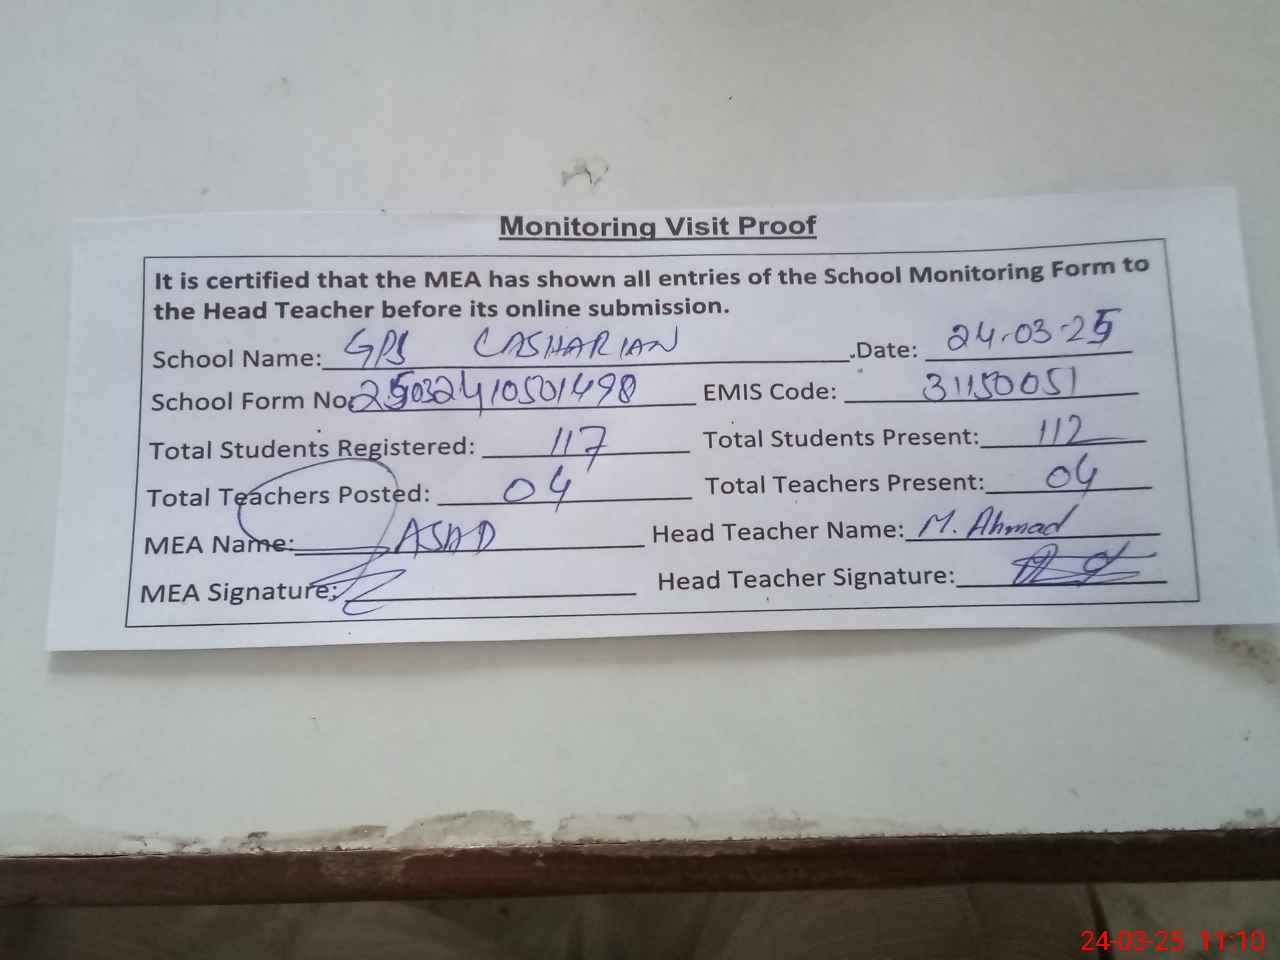 Monitoring Visit Proof
It is certified that the MEA has shown all entries of the School Monitoring Form to
the Head Teacher before its online submission.
School Name: GPS CASHARIAN .Date: 24-03-25
School Form No. 25032410501498 EMIS Code: 31150051
Total Students Registered: 117 Total Students Present: 112
Total Teachers Posted: 04 Total Teachers Present: 04
MEA Name: ASAD Head Teacher Name: M. Ahmad
MEA Signature: Head Teacher Signature:
24-03-25 11:10